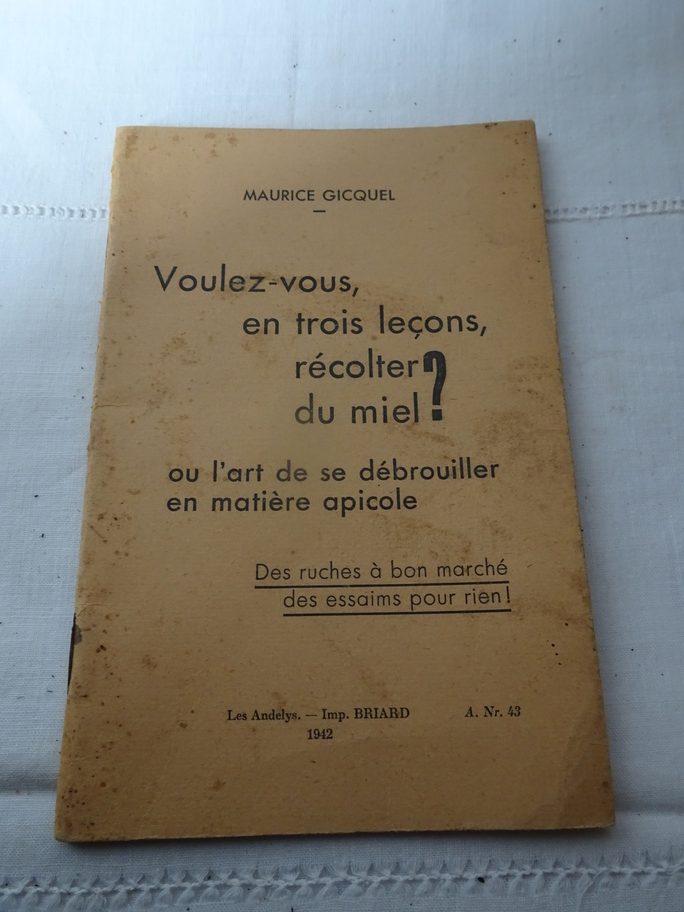 MAURICE GICQUEL
Voulez-vous,
en trois leçons,
récolter
du miel ?
ou l'art de se débrouiller
en matière apicole
Des ruches à bon marché
des essaims pour rien !
Les Andelys. — Imp. BRIARD A. Nr. 43
1942